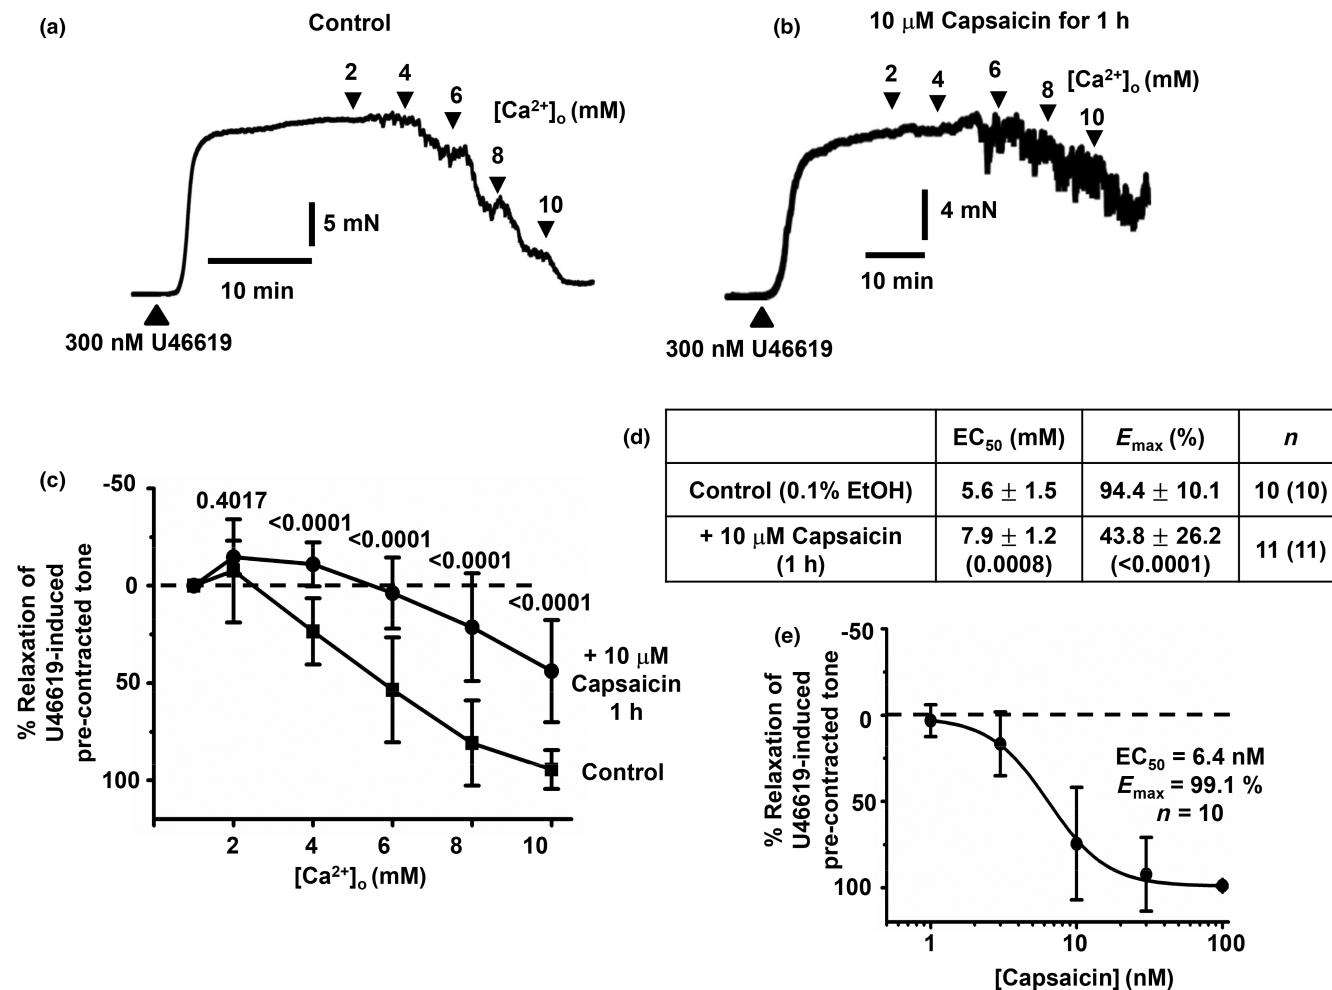 (a)
Control
2
4
6
[Ca²⁺]ₒ (mM)
8
10
5 mN
10 min
300 nM U46619
(b)
10 μM Capsaicin for 1 h
2
4
6
[Ca²⁺]ₒ (mM)
8
10
4 mN
10 min
300 nM U46619
(c)
% Relaxation of
U46619-induced
pre-contracted tone
-50
0
50
100
0.4017
<0.0001
<0.0001
<0.0001
<0.0001
+ 10 μM
Capsaicin
1 h
Control
2 4 6 8 10
[Ca²⁺]ₒ (mM)
(d)
EC₅₀ (mM) Eₘₐₓ (%) n
Control (0.1% EtOH) 5.6 ± 1.5 94.4 ± 10.1 10 (10)
+ 10 μM Capsaicin 7.9 ± 1.2 43.8 ± 26.2 11 (11)
(1 h) (0.0008) (<0.0001)
(e)
% Relaxation of
U46619-induced
pre-contracted tone
-50
0
50
100
EC₅₀ = 6.4 nM
Eₘₐₓ = 99.1 %
n = 10
1 10 100
[Capsaicin] (nM)